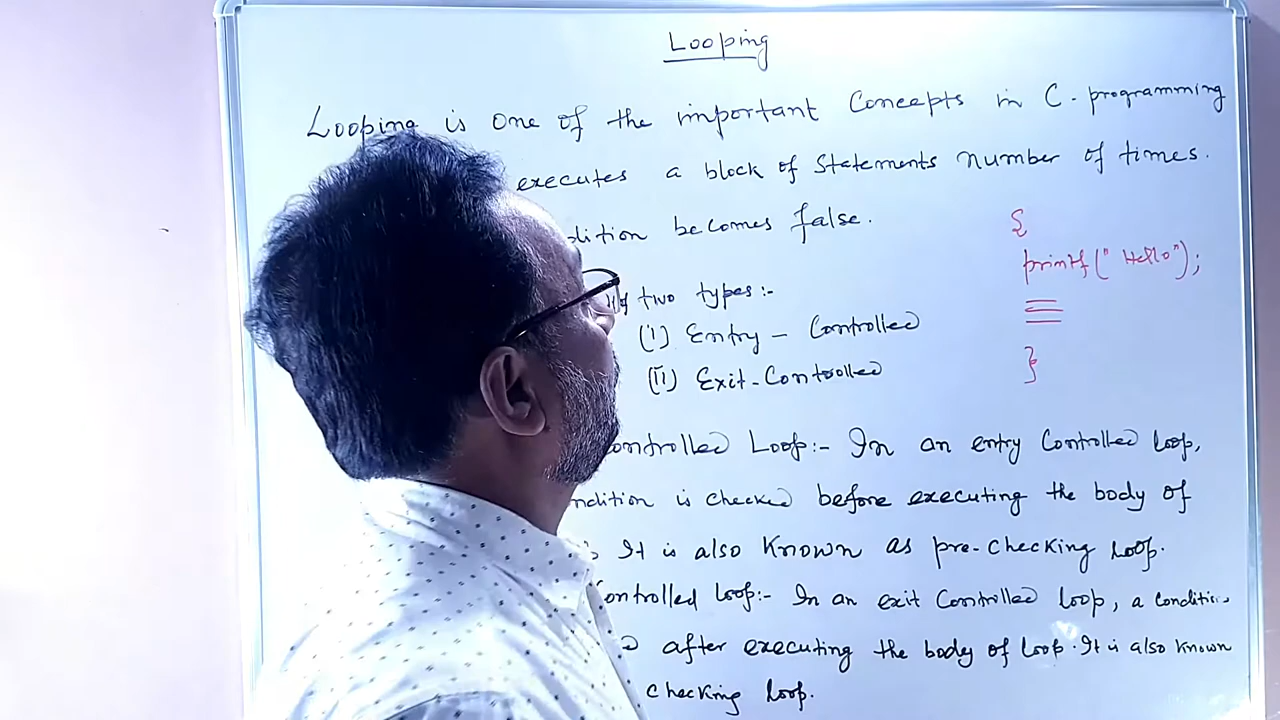 Looping
Looping is one of the important Concepts in C-programming
executes a block of Statements number of times.
dition becomes false.
{
printf("Hello");
two types:-
(I) Entry - Controlled
(II) Exit-Controlled
}
ontrolled Loop:- In an entry Controlled loop,
ndition is checked before executing the body of
It is also Known as pre-checking loop.
ontrolled loop:- In an exit Controlled loop, a condition
after executing the body of loop. It is also known
checking loop.